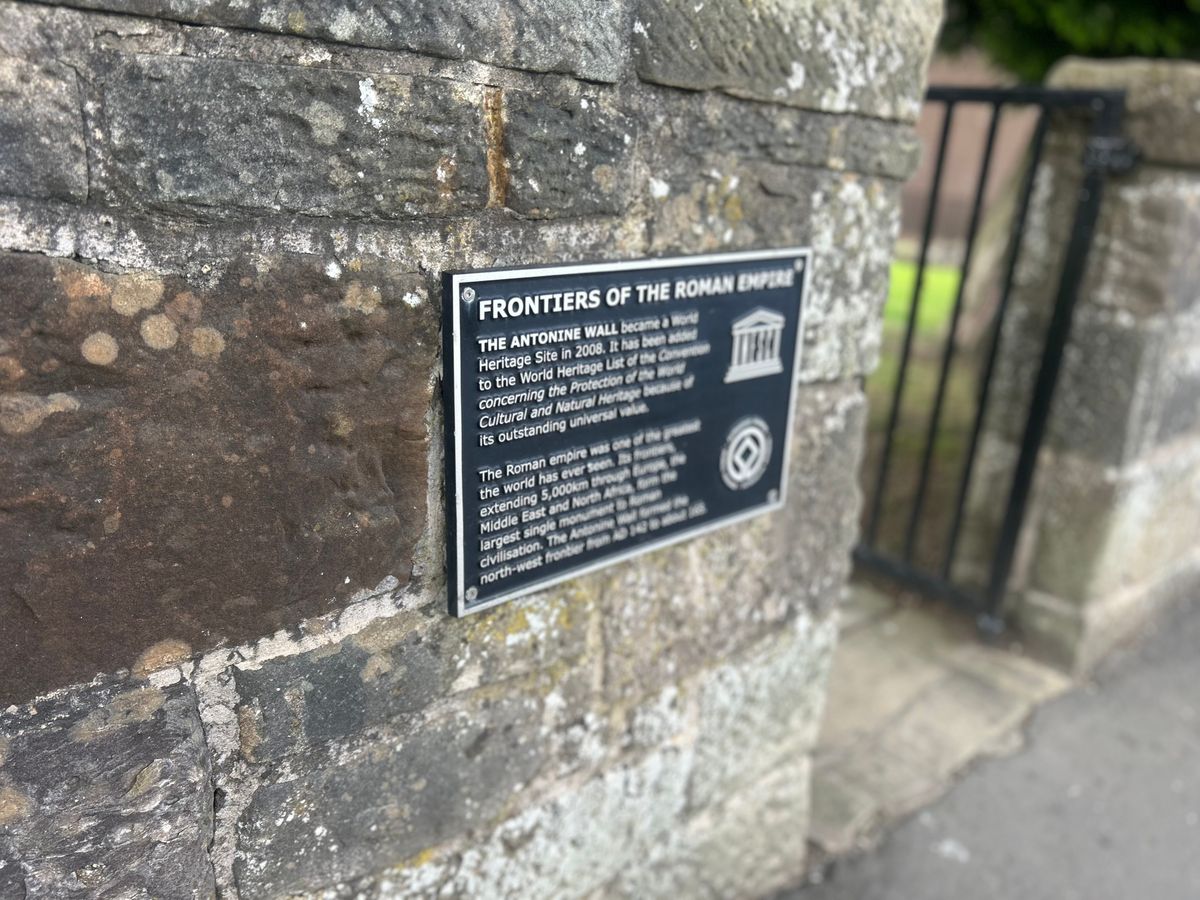 FRONTIERS OF THE ROMAN EMPIRE
THE ANTONINE WALL became a World
Heritage Site in 2008. It has been added
to the World Heritage List of the Convention
concerning the Protection of the World
Cultural and Natural Heritage because of
its outstanding universal value.
The Roman empire was one of the greatest
the world has ever seen. Its frontiers,
extending 5,000km through Europe, the
Middle East and North Africa, form the
largest single monument to Roman
civilisation. The Antonine Wall formed the
north-west frontier from AD 142 to about 165.